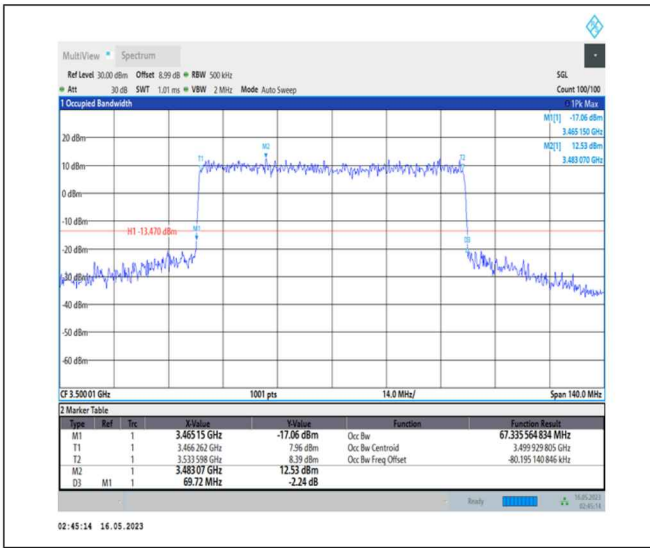 MultiView Spectrum
Ref Level 30.00 dBm Offset 8.99 dB RBW 500 kHz SGL
Att 30 dB SWT 1.01 ms VBW 2 MHz Mode Auto Sweep Count 100/100
1 Occupied Bandwidth 1Pk Max
M1[1] -17.06 dBm
3.465 150 GHz
M2[1] 12.53 dBm
3.483 070 GHz
20 dBm
M2
T1 T2
10 dBm
0 dBm
-10 dBm
H1 -13.470 dBm M1
D3
-20 dBm
-30 dBm
-40 dBm
-50 dBm
-60 dBm
CF 3.500 01 GHz 1001 pts 14.0 MHz/ Span 140.0 MHz
2 Marker Table
Type Ref Trc X-Value Y-Value Function Function Result
M1 1 3.465 15 GHz -17.06 dBm Occ Bw 67.335 564 834 MHz
T1 1 3.466 262 GHz 7.96 dBm Occ Bw Centroid 3.499 929 805 GHz
T2 1 3.533 598 GHz 8.39 dBm Occ Bw Freq Offset -80.195 140 846 kHz
M2 1 3.483 07 GHz 12.53 dBm
D3 M1 1 69.72 MHz -2.24 dB
Ready 16.05.2023
02:45:14
02:45:14 16.05.2023